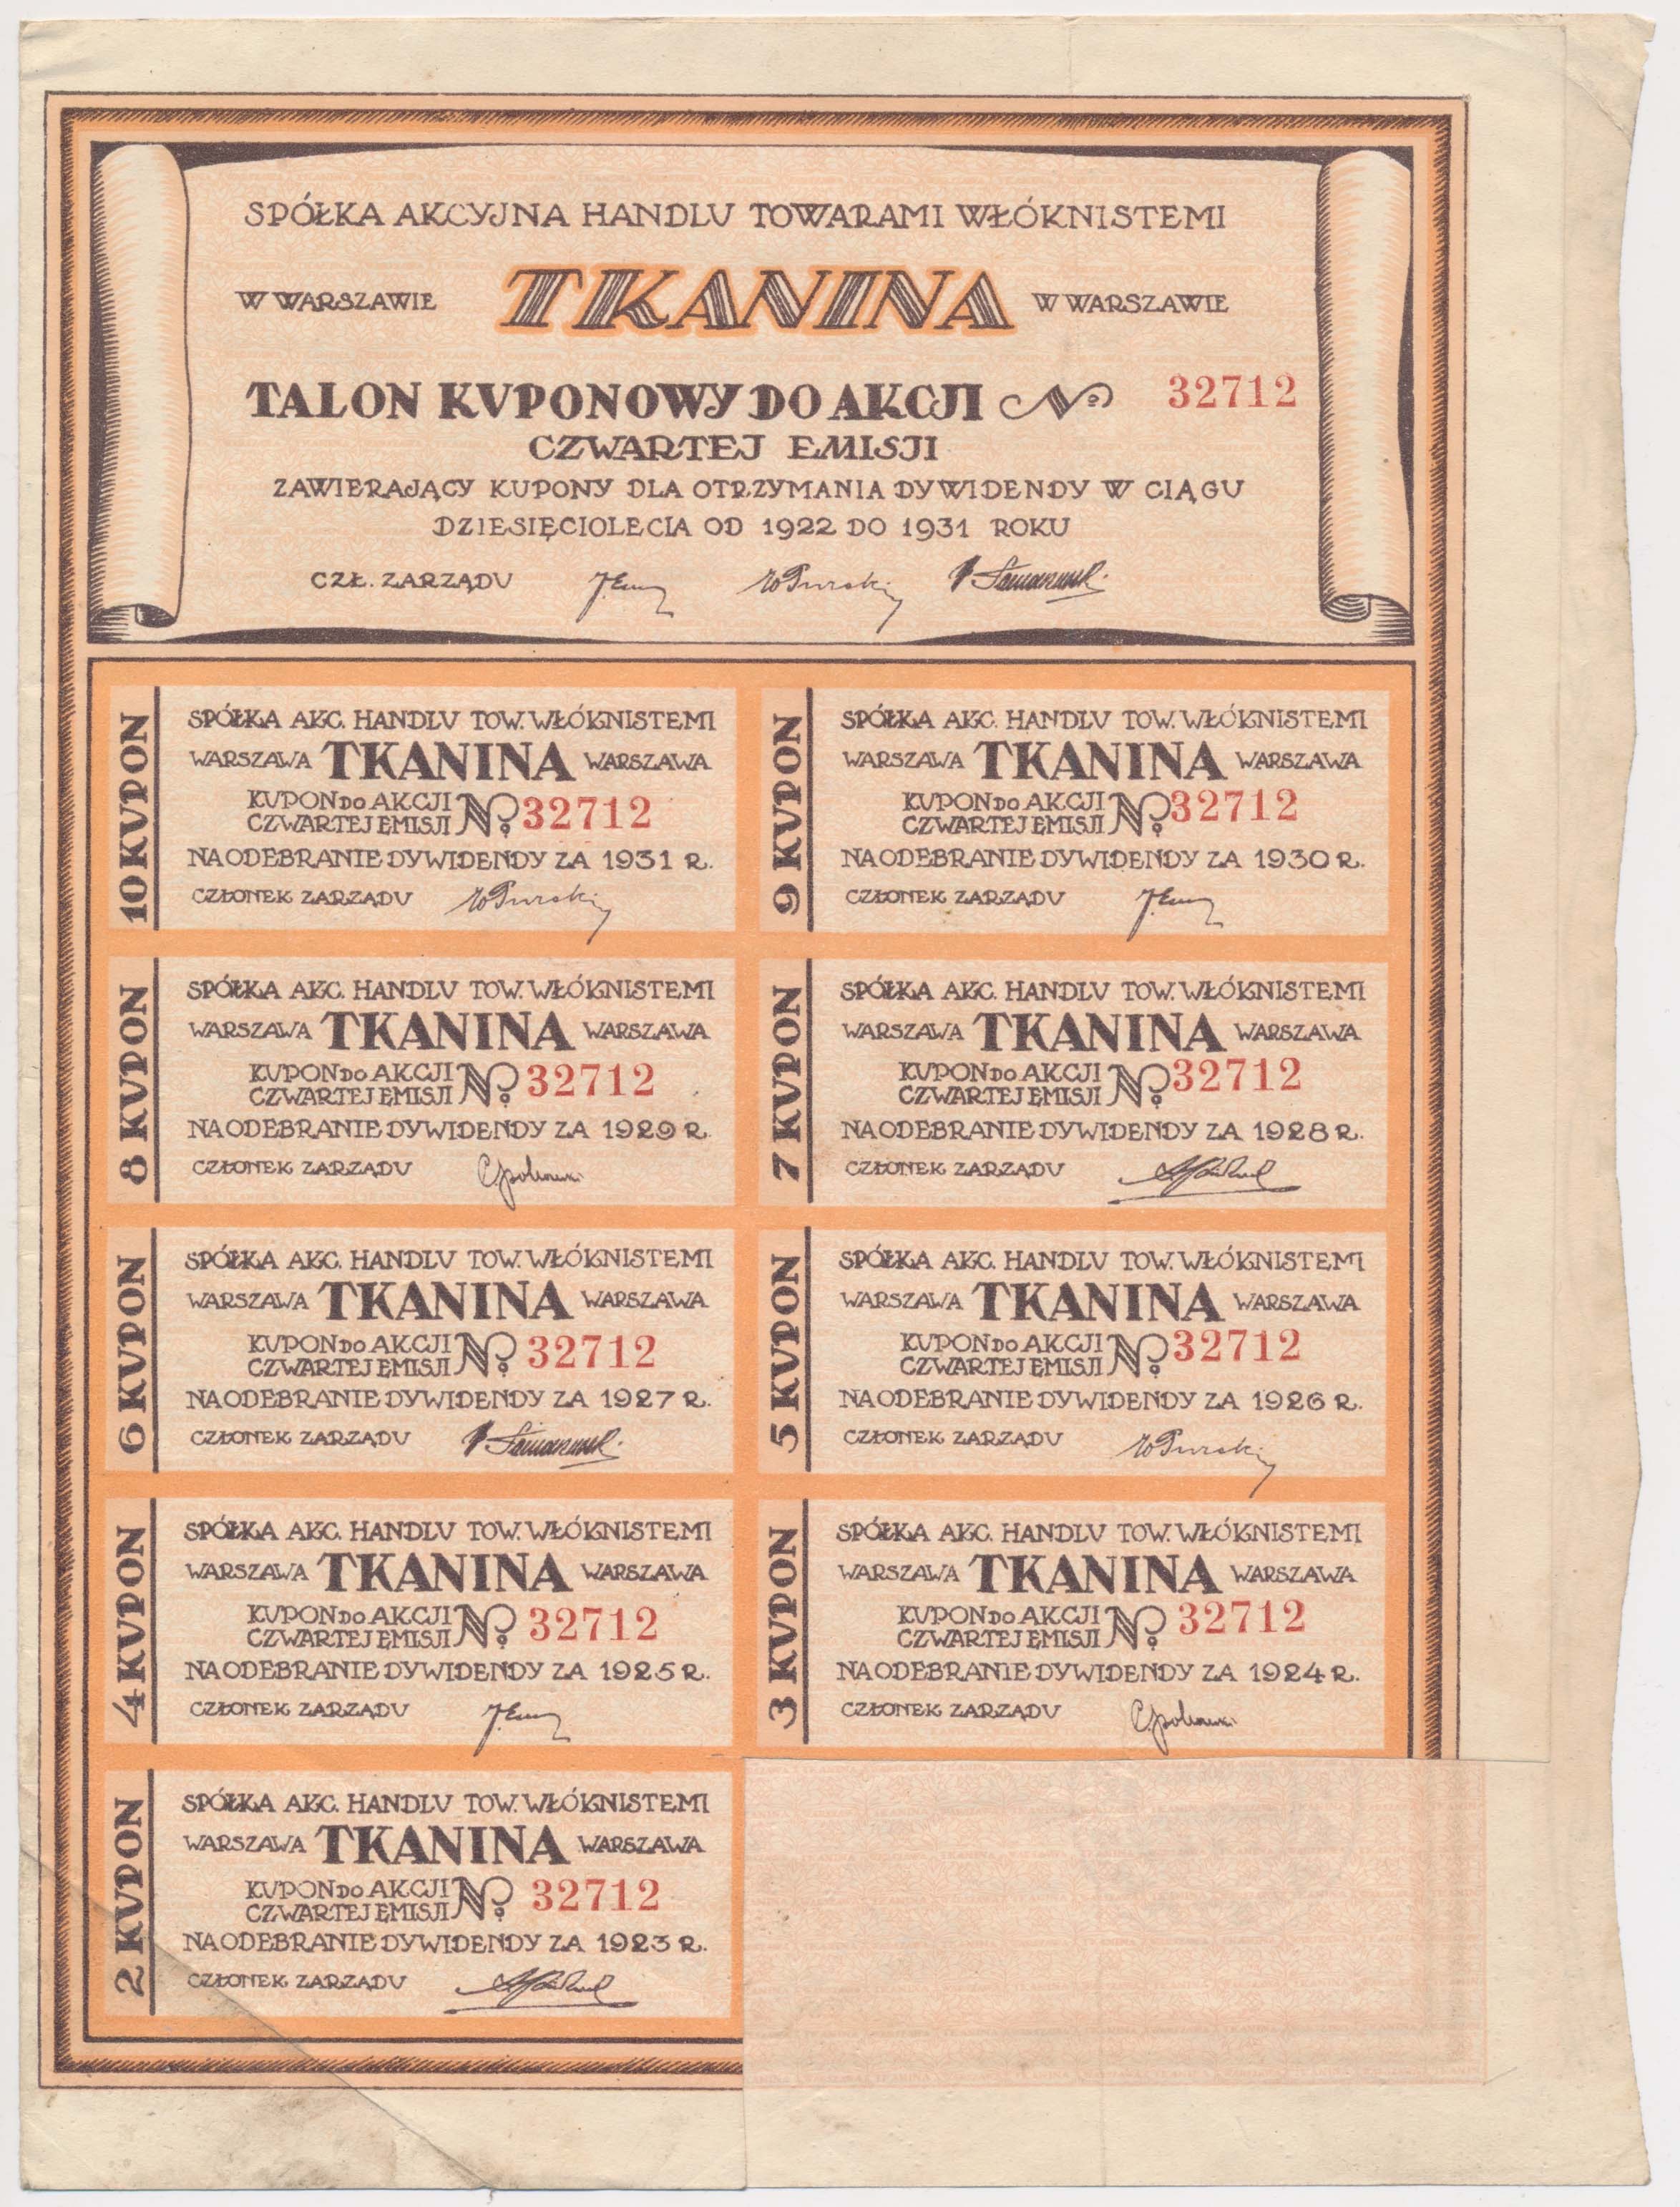 SPÓŁKA AKCYJNA HANDLU TOWARAMI WŁÓKNISTEMI
W WARSZAWIE TKANINA W WARSZAWIE
TALON KUPONOWY DO AKCJI No 32712
CZWARTEJ EMISJI
ZAWIERAJĄCY KUPONY DLA OTRZYMANIA DYWIDENDY W CIĄGU
DZIESIĘCIOLECIA OD 1922 DO 1931 ROKU
CZŁ. ZARZĄDU
10 KUPON
SPÓŁKA AKC. HANDLU TOW. WŁÓKNISTEMI
WARSZAWA TKANINA WARSZAWA
KUPON DO AKCJI
CZWARTEJ EMISJI No 32712
NA ODEBRANIE DYWIDENDY ZA 1931 R.
CZŁONEK ZARZĄDU
9 KUPON
SPÓŁKA AKC. HANDLU TOW. WŁÓKNISTEMI
WARSZAWA TKANINA WARSZAWA
KUPON DO AKCJI
CZWARTEJ EMISJI No 32712
NA ODEBRANIE DYWIDENDY ZA 1930 R.
CZŁONEK ZARZĄDU
8 KUPON
SPÓŁKA AKC. HANDLU TOW. WŁÓKNISTEMI
WARSZAWA TKANINA WARSZAWA
KUPON DO AKCJI
CZWARTEJ EMISJI No 32712
NA ODEBRANIE DYWIDENDY ZA 1929 R.
CZŁONEK ZARZĄDU
7 KUPON
SPÓŁKA AKC. HANDLU TOW. WŁÓKNISTEMI
WARSZAWA TKANINA WARSZAWA
KUPON DO AKCJI
CZWARTEJ EMISJI No 32712
NA ODEBRANIE DYWIDENDY ZA 1928 R.
CZŁONEK ZARZĄDU
6 KUPON
SPÓŁKA AKC. HANDLU TOW. WŁÓKNISTEMI
WARSZAWA TKANINA WARSZAWA
KUPON DO AKCJI
CZWARTEJ EMISJI No 32712
NA ODEBRANIE DYWIDENDY ZA 1927 R.
CZŁONEK ZARZĄDU
5 KUPON
SPÓŁKA AKC. HANDLU TOW. WŁÓKNISTEMI
WARSZAWA TKANINA WARSZAWA
KUPON DO AKCJI
CZWARTEJ EMISJI No 32712
NA ODEBRANIE DYWIDENDY ZA 1926 R.
CZŁONEK ZARZĄDU
4 KUPON
SPÓŁKA AKC. HANDLU TOW. WŁÓKNISTEMI
WARSZAWA TKANINA WARSZAWA
KUPON DO AKCJI
CZWARTEJ EMISJI No 32712
NA ODEBRANIE DYWIDENDY ZA 1925 R.
CZŁONEK ZARZĄDU
3 KUPON
SPÓŁKA AKC. HANDLU TOW. WŁÓKNISTEMI
WARSZAWA TKANINA WARSZAWA
KUPON DO AKCJI
CZWARTEJ EMISJI No 32712
NA ODEBRANIE DYWIDENDY ZA 1924 R.
CZŁONEK ZARZĄDU
2 KUPON
SPÓŁKA AKC. HANDLU TOW. WŁÓKNISTEMI
WARSZAWA TKANINA WARSZAWA
KUPON DO AKCJI
CZWARTEJ EMISJI No 32712
NA ODEBRANIE DYWIDENDY ZA 1923 R.
CZŁONEK ZARZĄDU